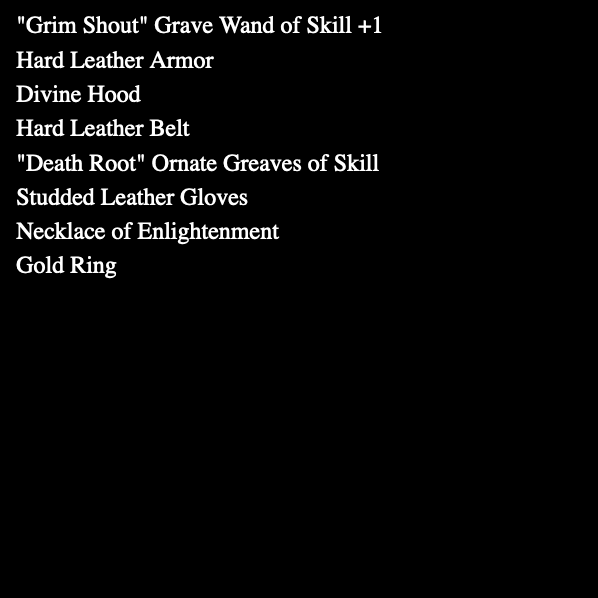 "Grim Shout" Grave Wand of Skill +1
Hard Leather Armor
Divine Hood
Hard Leather Belt
"Death Root" Ornate Greaves of Skill
Studded Leather Gloves
Necklace of Enlightenment
Gold Ring